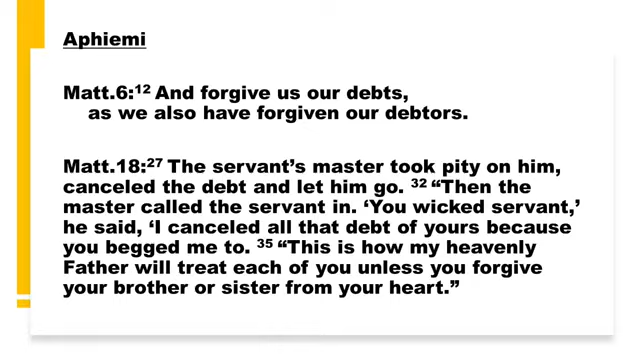 Aphiemi
Matt.6:12 And forgive us our debts,
as we also have forgiven our debtors.
Matt.18:27 The servant’s master took pity on him,
canceled the debt and let him go. 32 “Then the
master called the servant in. ‘You wicked servant,’
he said, ‘I canceled all that debt of yours because
you begged me to. 35 “This is how my heavenly
Father will treat each of you unless you forgive
your brother or sister from your heart.”